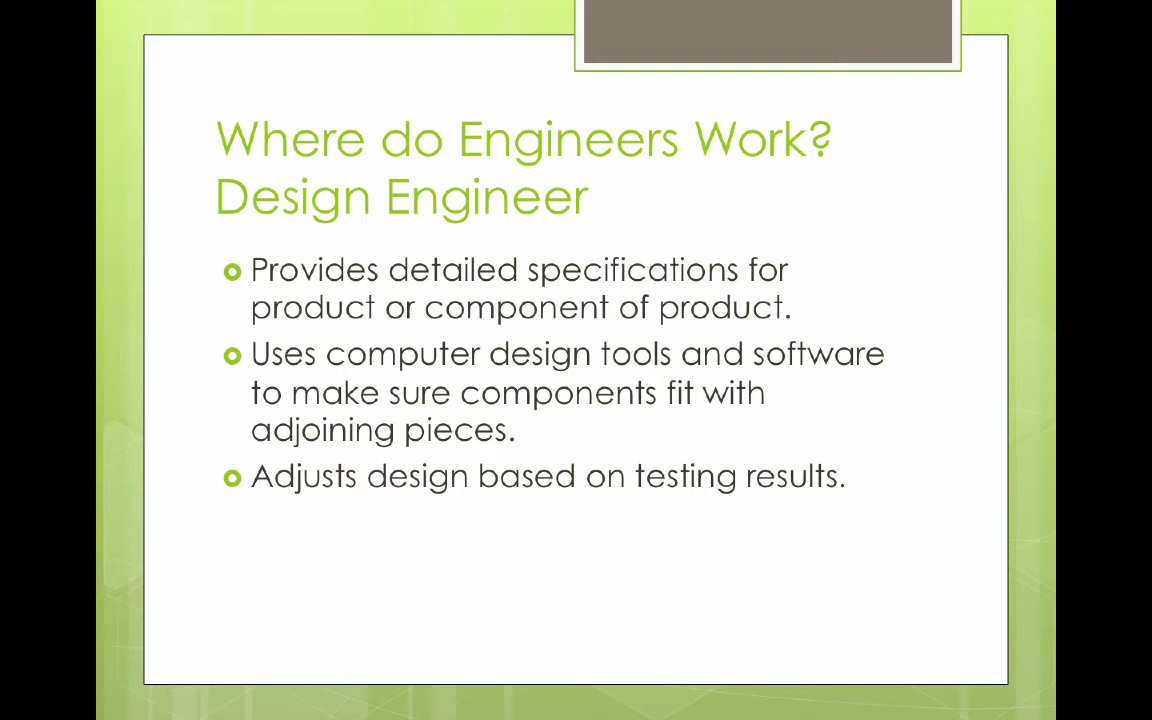 Where do Engineers Work?
Design Engineer
Provides detailed specifications for
product or component of product.
Uses computer design tools and software
to make sure components fit with
adjoining pieces.
Adjusts design based on testing results.